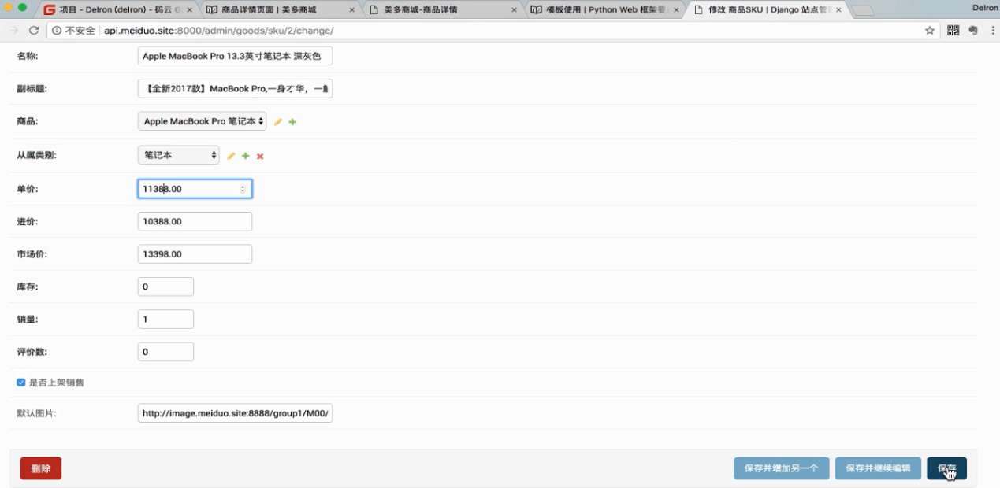 项目 - Delron (delron) - 码云 G
商品详情页面 | 美多商城
美多商城-商品详情
模板使用 | Python Web 框架要
修改 商品SKU | Django 站点管
Delron
不安全 api.meiduo.site:8000/admin/goods/sku/2/change/
名称: Apple MacBook Pro 13.3英寸笔记本 深灰色
副标题: 【全新2017款】MacBook Pro,一身才华，一
商品: Apple MacBook Pro 笔记本
从属类别: 笔记本
单价: 11388.00
进价: 10388.00
市场价: 13398.00
库存: 0
销量: 1
评价数: 0
是否上架销售
默认图片: http://image.meiduo.site:8888/group1/M00/
删除
保存并增加另一个
保存并继续编辑
保存